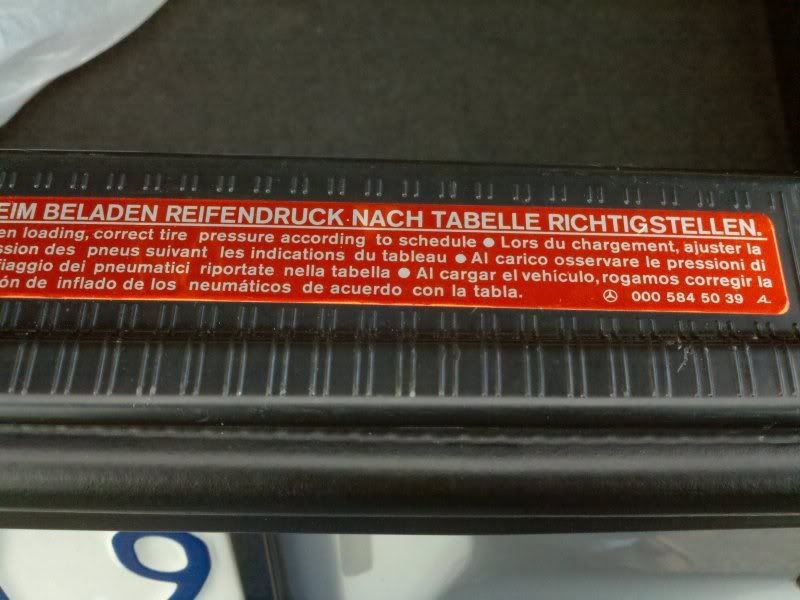 EIM BELADEN REIFENDRUCK NACH TABELLE RICHTIGSTELLEN.
en loading, correct tire pressure according to schedule ● Lors du chargement, ajuster la
ssion des pneus suivant les indications du tableau ● Al carico osservare le pressioni di
fiaggio dei pneumatici riportate nella tabella ● Al cargar el vehículo, rogamos corregir la
ón de inflado de los neumáticos de acuerdo con la tabla. 000 584 50 39 AL
9